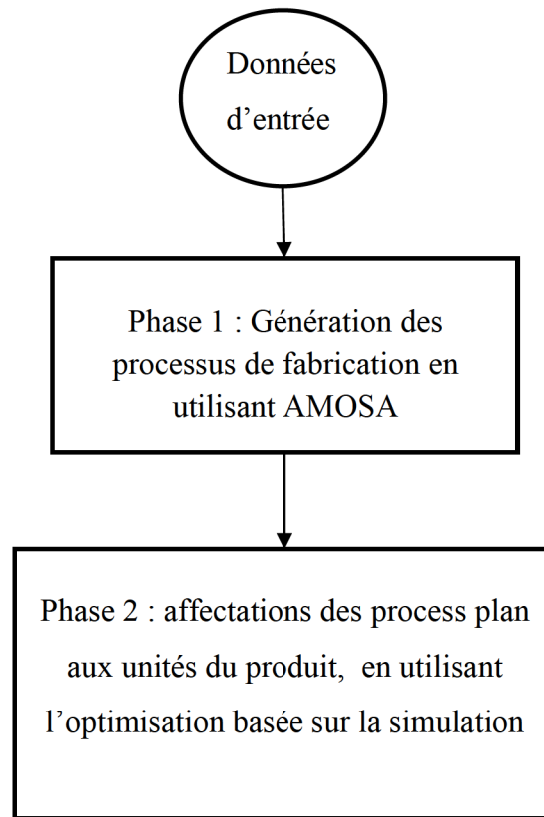 Données
d’entrée
Phase 1 : Génération des
processus de fabrication en
utilisant AMOSA
Phase 2 : affectations des process plan
aux unités du produit, en utilisant
l’optimisation basée sur la simulation